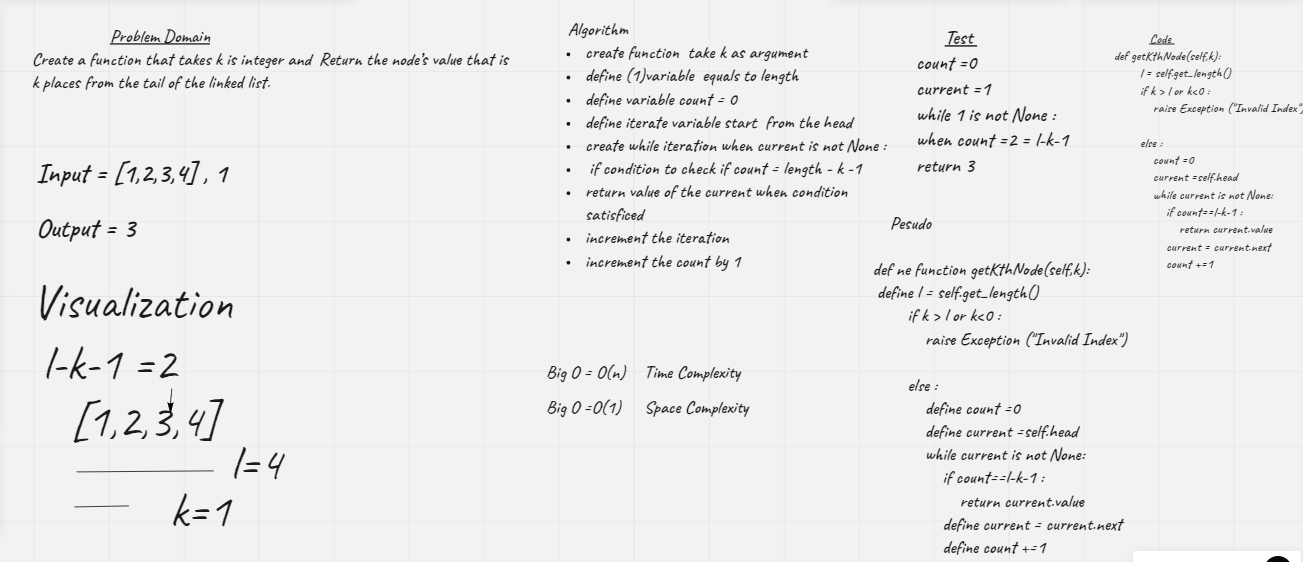 Problem Domain
Create a function that takes k is integer and Return the node's value that is
k places from the tail of the linked list.
Input = [1,2,3,4] , 1
Output = 3
Visualization
l-k-1 =2
[1,2,3,4]
l=4
k=1
Algorithm
• create function take k as argument
• define (1)variable equals to length
• define variable count = 0
• define iterate variable start from the head
• create while iteration when current is not None :
• if condition to check if count = length - k -1
• return value of the current when condition
satisficed
• increment the iteration
• increment the count by 1
Big O = O(n) Time Complexity
Big O =O(1) Space Complexity
Test
count =0
current =1
while 1 is not None :
when count =2 = l-k-1
return 3
Pesudo
def ne function getKthNode(self,k):
define l = self.get_length()
if k > l or k<0 :
raise Exception ("Invalid Index")
else :
define count =0
define current =self.head
while current is not None:
if count==l-k-1 :
return current.value
define current = current.next
define count +=1
Code
def getKthNode(self,k):
l = self.get_length()
if k > l or k<0 :
raise Exception ("Invalid Index")
else :
count =0
current =self.head
while current is not None:
if count==l-k-1 :
return current.value
current = current.next
count +=1